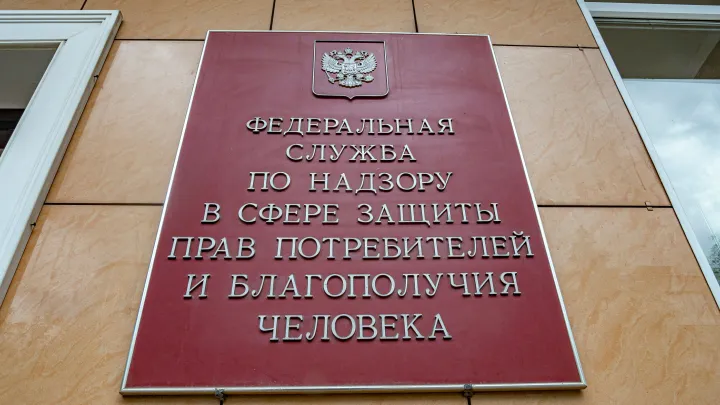 ФЕДЕРАЛЬНАЯ
СЛУЖБА
ПО НАДЗОРУ
В СФЕРЕ ЗАЩИТЫ
ПРАВ ПОТРЕБИТЕЛЕЙ
И БЛАГОПОЛУЧИЯ
ЧЕЛОВЕКА